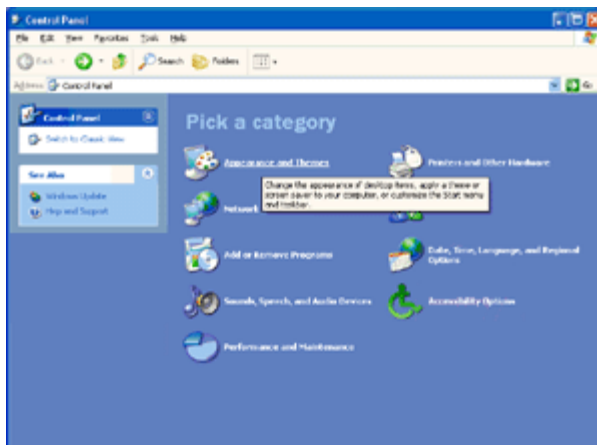 Control Panel
File Edit View Favorites Tools Help
Back Search Folders
Address Control Panel Go
Control Panel
Switch to Classic View
See Also
Windows Update
Help and Support
Pick a category
Appearance and Themes
Printers and Other Hardware
Change the appearance of desktop items, apply a theme or
screen saver to your computer, or customize the Start menu
and taskbar.
Network
Add or Remove Programs
Date, Time, Language, and Regional
Options
Sounds, Speech, and Audio Devices
Accessibility Options
Performance and Maintenance